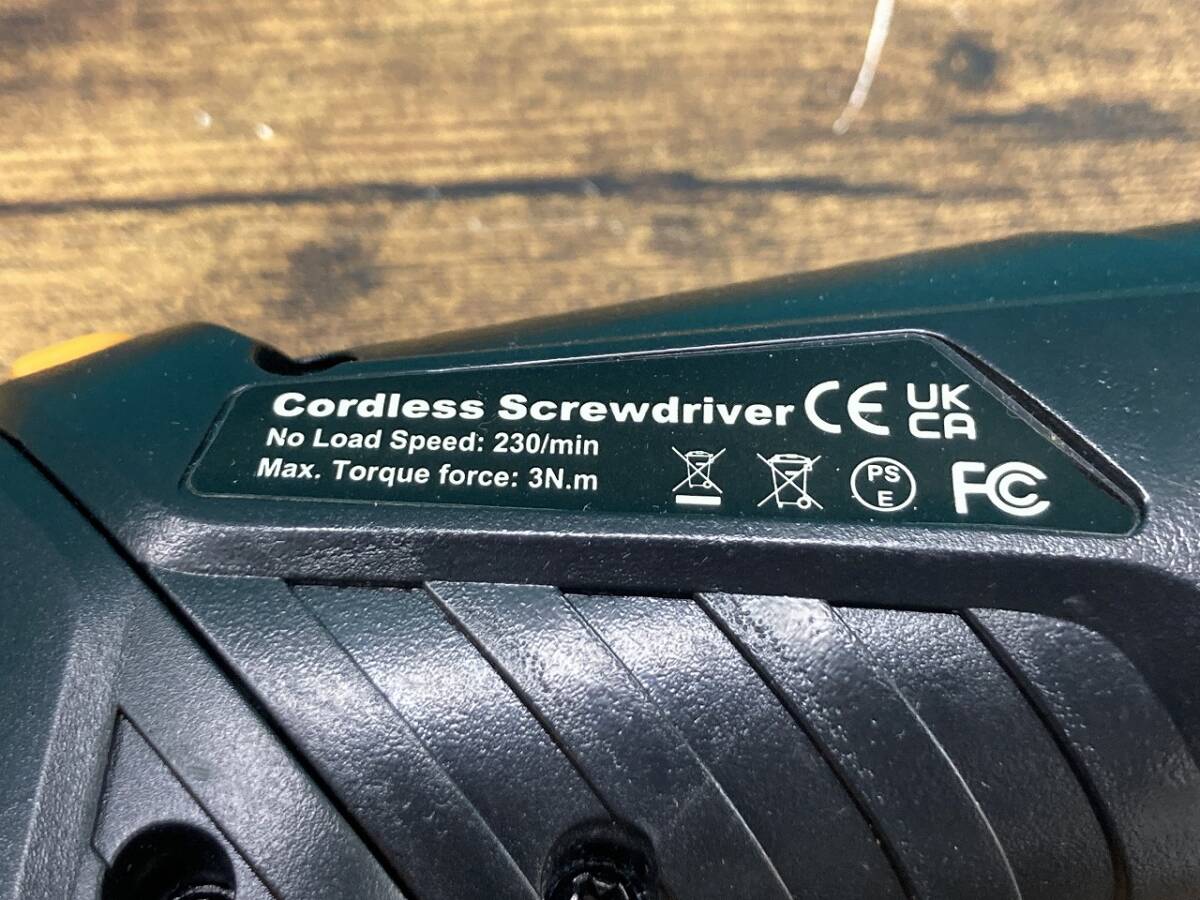 Cordless Screwdriver CE UK
CA
No Load Speed: 230/min
Max. Torque force: 3N.m
PS
E
FC